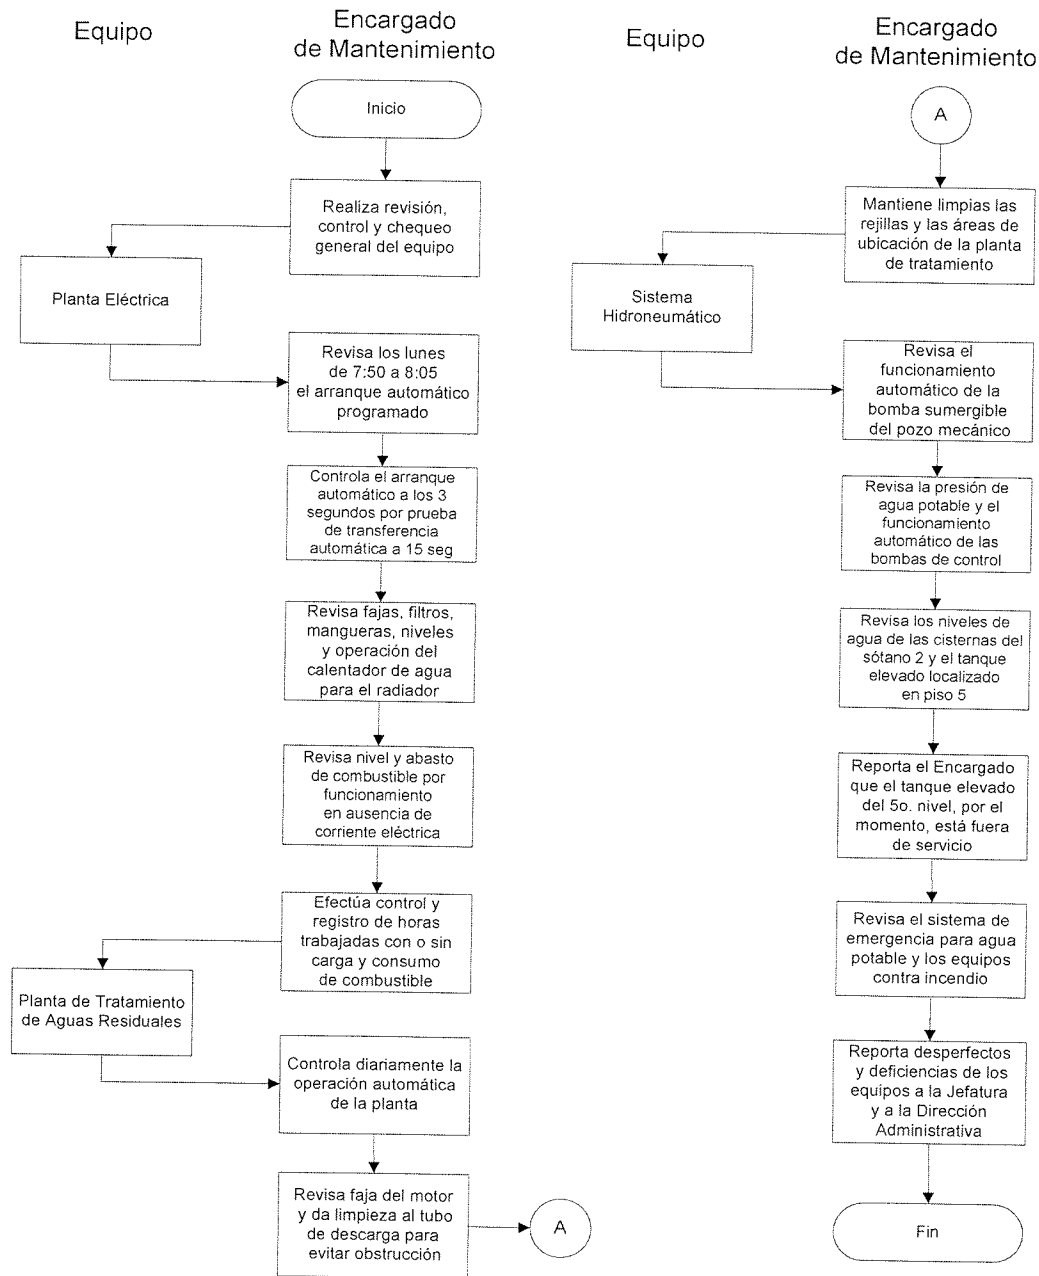 Equipo
Encargado
de Mantenimiento
Inicio
Realiza revisión,
control y chequeo
general del equipo
Planta Eléctrica
Revisa los lunes
de 7:50 a 8:05
el arranque automático
programado
Controla el arranque
automático a los 3
segundos por prueba
de transferencia
automática a 15 seg
Revisa fajas, filtros,
mangueras, niveles
y operación del
calentador de agua
para el radiador
Revisa nivel y abasto
de combustible por
funcionamiento
en ausencia de
corriente eléctrica
Efectúa control y
registro de horas
trabajadas con o sin
carga y consumo
de combustible
Planta de Tratamiento
de Aguas Residuales
Controla diariamente la
operación automática
de la planta
Revisa faja del motor
y da limpieza al tubo
de descarga para
evitar obstrucción
A
Equipo
Encargado
de Mantenimiento
A
Mantiene limpias las
rejillas y las áreas de
ubicación de la planta
de tratamiento
Sistema
Hidroneumático
Revisa el
funcionamiento
automático de la
bomba sumergible
del pozo mecánico
Revisa la presión de
agua potable y el
funcionamiento
automático de las
bombas de control
Revisa los niveles de
agua de las cisternas del
sótano 2 y el tanque
elevado localizado
en piso 5
Reporta el Encargado
que el tanque elevado
del 5o. nivel, por el
momento, está fuera
de servicio
Revisa el sistema de
emergencia para agua
potable y los equipos
contra incendio
Reporta desperfectos
y deficiencias de los
equipos a la Jefatura
y a la Dirección
Administrativa
Fin